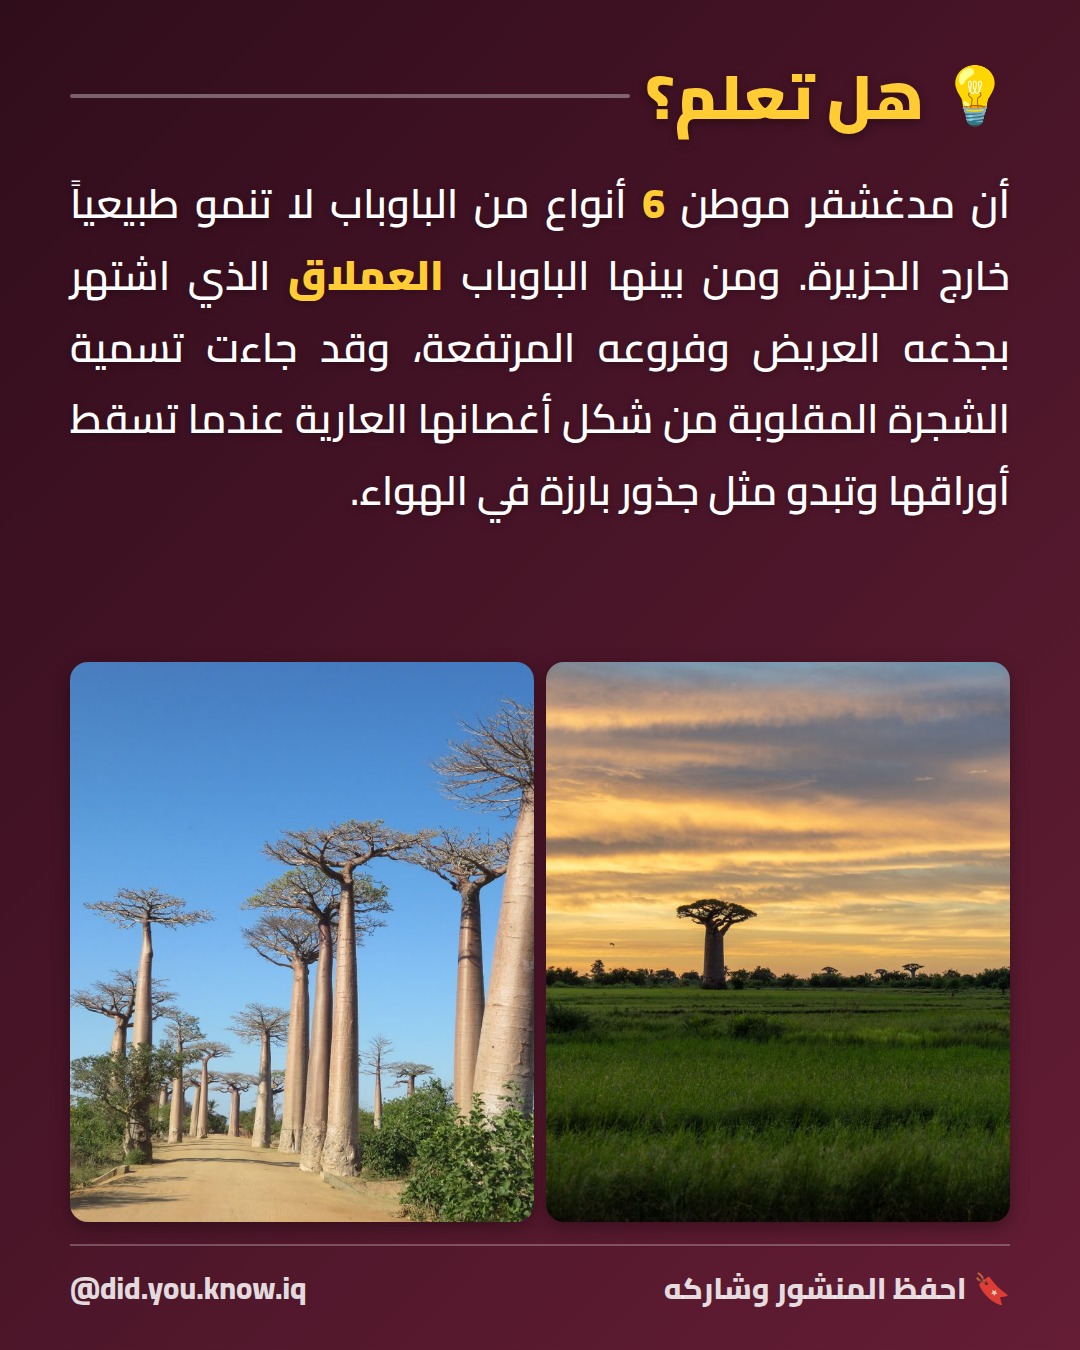 💡 هل تعلم؟
أن مدغشقر موطن 6 أنواع من الباوباب لا تنمو طبيعياً
خارج الجزيرة. ومن بينها الباوباب العملاق الذي اشتهر
بجذعه العريض وفروعه المرتفعة، وقد جاءت تسمية
الشجرة المقلوبة من شكل أغصانها العارية عندما تسقط
أوراقها وتبدو مثل جذور بارزة في الهواء.
🔖 احفظ المنشور وشاركه
@did.you.know.iq